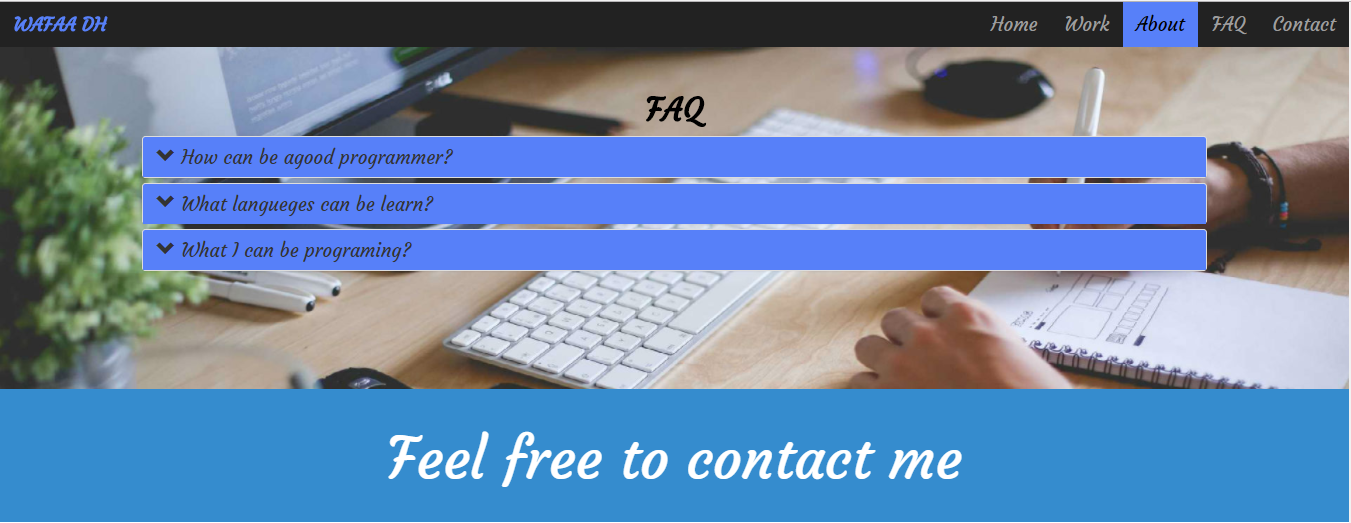 WAFAA DH
Home Work About FAQ Contact
FAQ
How can be agood programmer?
What langueges can be learn?
What I can be programing?
Feel free to contact me